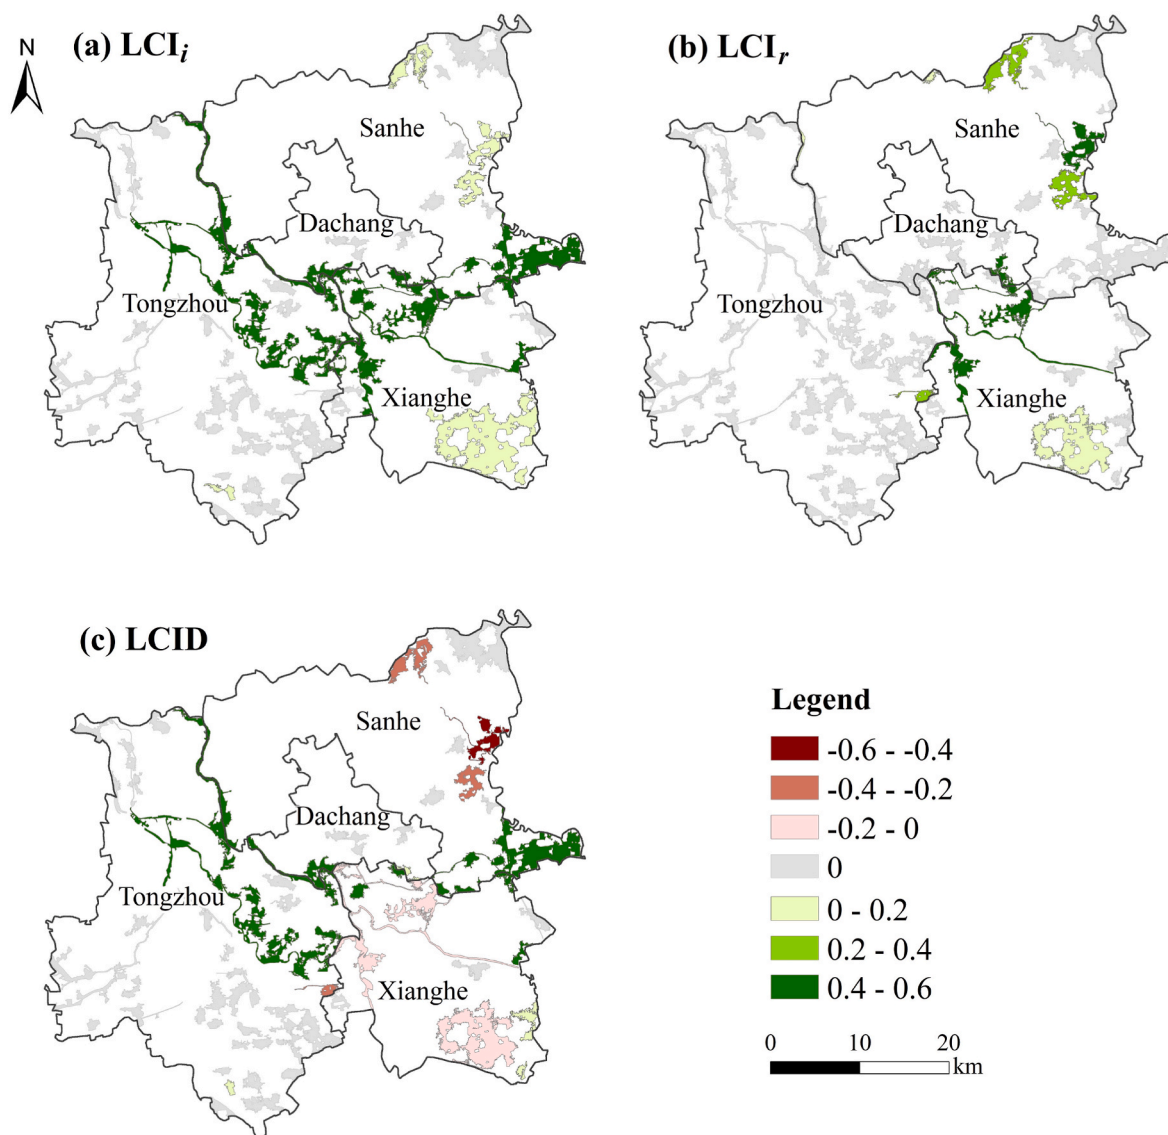 N
(a) LCIi
Sanhe
Dachang
Tongzhou
Xianghe
(b) LCIr
Sanhe
Dachang
Tongzhou
Xianghe
(c) LCID
Sanhe
Dachang
Tongzhou
Xianghe
Legend
-0.6 - -0.4
-0.4 - -0.2
-0.2 - 0
0
0 - 0.2
0.2 - 0.4
0.4 - 0.6
0 10 20
km